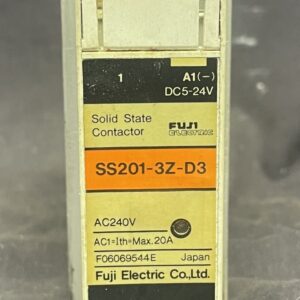 1 A1(-)
DC5-24V
Solid State
Contactor
FUJI
ELECTRIC
SS201-3Z-D3
AC240V
AC1=Ith=Max.20A
F06069544E Japan
Fuji Electric Co.,Ltd.